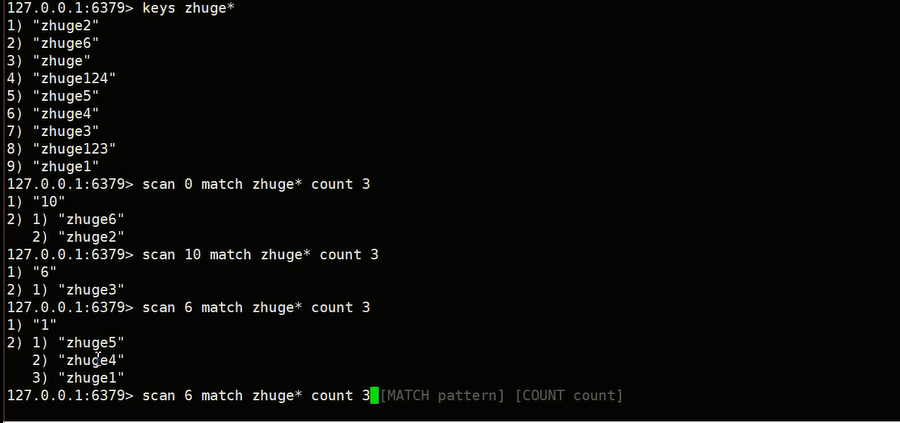 127.0.0.1:6379> keys zhuge*
1) "zhuge2"
2) "zhuge6"
3) "zhuge"
4) "zhuge124"
5) "zhuge5"
6) "zhuge4"
7) "zhuge3"
8) "zhuge123"
9) "zhuge1"
127.0.0.1:6379> scan 0 match zhuge* count 3
1) "10"
2) 1) "zhuge6"
   2) "zhuge2"
127.0.0.1:6379> scan 10 match zhuge* count 3
1) "6"
2) 1) "zhuge3"
127.0.0.1:6379> scan 6 match zhuge* count 3
1) "1"
2) 1) "zhuge5"
   2) "zhuge4"
   3) "zhuge1"
127.0.0.1:6379> scan 6 match zhuge* count 3 [MATCH pattern] [COUNT count]